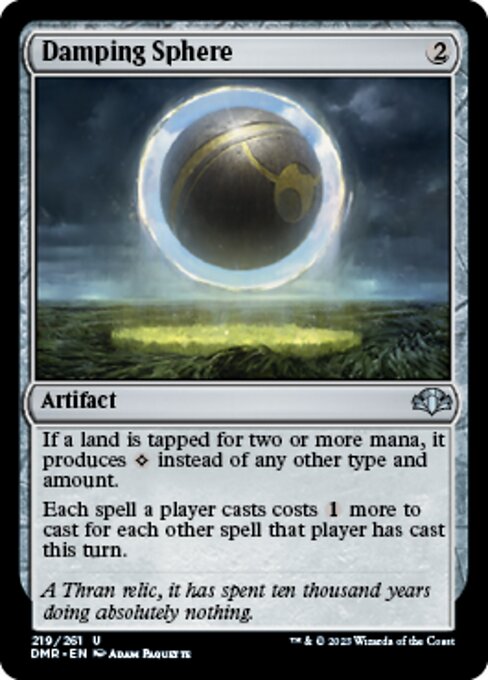 Damping Sphere 2
Artifact
If a land is tapped for two or more mana, it
produces instead of any other type and
amount.
Each spell a player casts costs 1 more to
cast for each other spell that player has cast
this turn.
A Thran relic, it has spent ten thousand years
doing absolutely nothing.
219/261 U
DMR • EN Adam Paquette
™ & © 2023 Wizards of the Coast